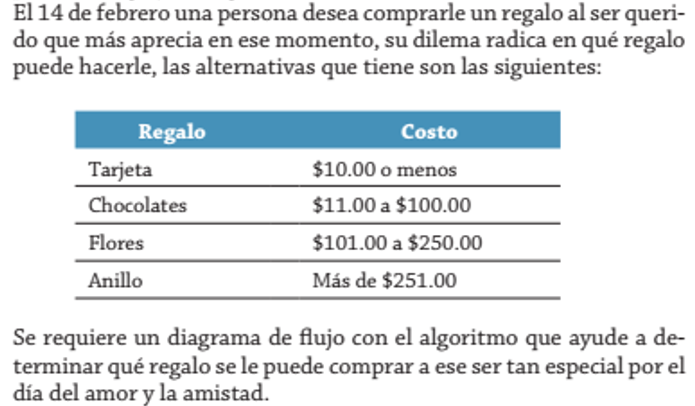 El 14 de febrero una persona desea comprarle un regalo al ser queri-
do que más aprecia en ese momento, su dilema radica en qué regalo
puede hacerle, las alternativas que tiene son las siguientes:
Regalo Costo
Tarjeta $10.00 o menos
Chocolates $11.00 a $100.00
Flores $101.00 a $250.00
Anillo Más de $251.00
Se requiere un diagrama de flujo con el algoritmo que ayude a de-
terminar qué regalo se le puede comprar a ese ser tan especial por el
día del amor y la amistad.